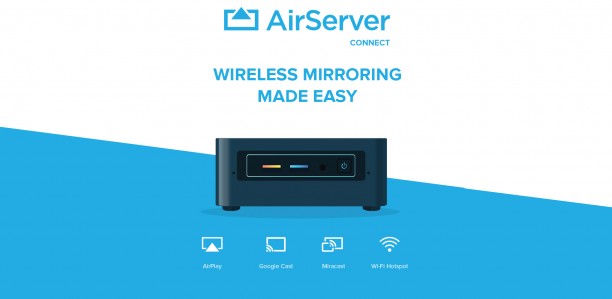 AirServer
CONNECT
WIRELESS MIRRORING
MADE EASY
AirPlay
Google Cast
Miracast
Wi-Fi Hotspot